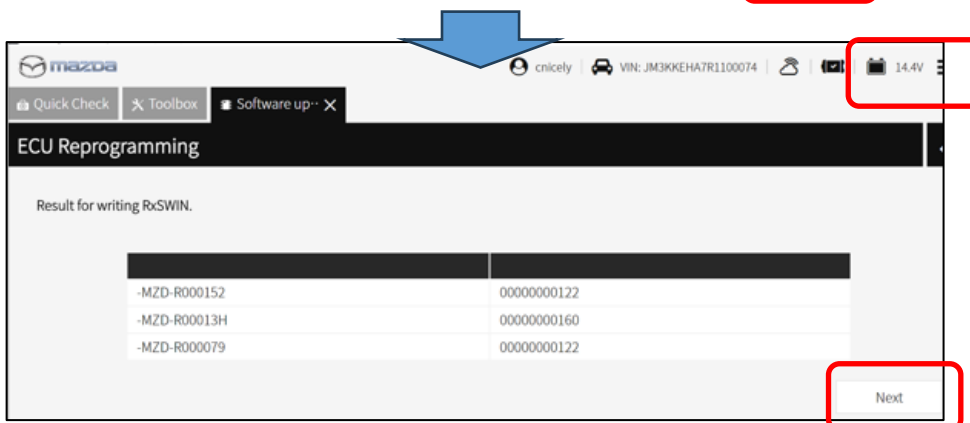 mazda
cnicely VIN: JM3KKEHA7R1100074 14.4V
Quick Check Toolbox Software up··
ECU Reprogramming
Result for writing RxSWIN.
-MZD-R000152 00000000122
-MZD-R00013H 00000000160
-MZD-R000079 00000000122
Next